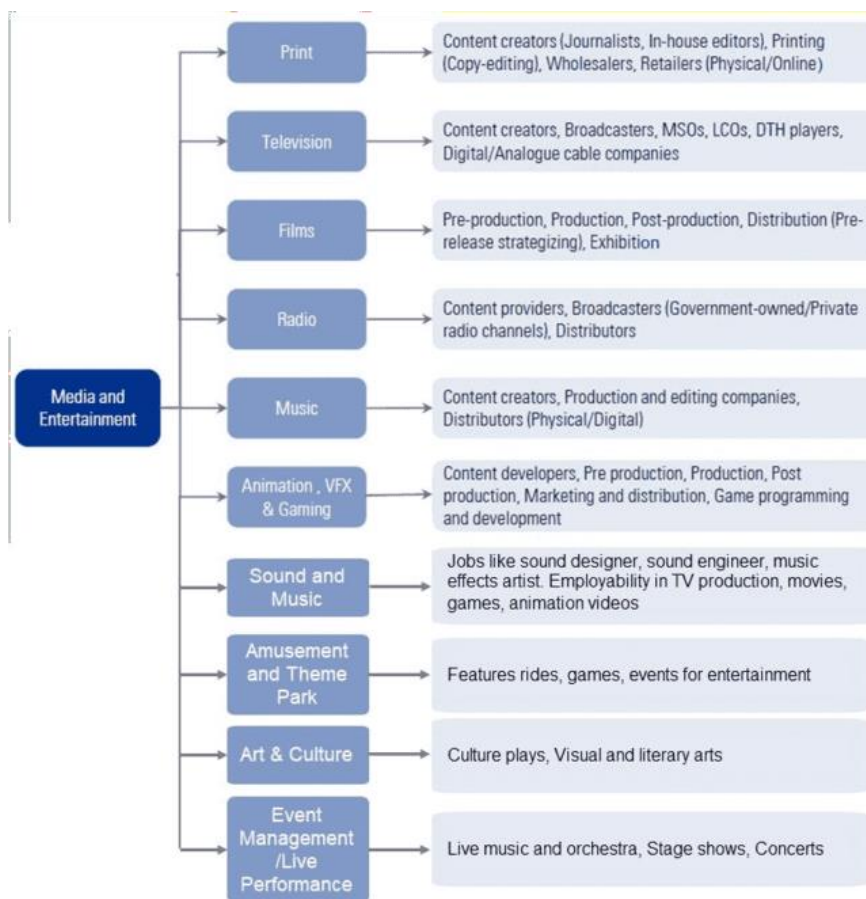 Print
Content creators (Journalists, In-house editors), Printing
(Copy-editing), Wholesalers, Retailers (Physical/Online)
Television
Content creators, Broadcasters, MSOs, LCOs, DTH players,
Digital/Analogue cable companies
Films
Pre-production, Production, Post-production, Distribution (Pre-
release strategizing), Exhibition
Radio
Content providers, Broadcasters (Government-owned/Private
radio channels), Distributors
Media and
Entertainment
Music
Content creators, Production and editing companies,
Distributors (Physical/Digital)
Animation , VFX
& Gaming
Content developers, Pre production, Production, Post
production, Marketing and distribution, Game programming
and development
Sound and
Music
Jobs like sound designer, sound engineer, music
effects artist. Employability in TV production, movies,
games, animation videos
Amusement
and Theme
Park
Features rides, games, events for entertainment
Art & Culture
Culture plays, Visual and literary arts
Event
Management
/Live
Performance
Live music and orchestra, Stage shows, Concerts